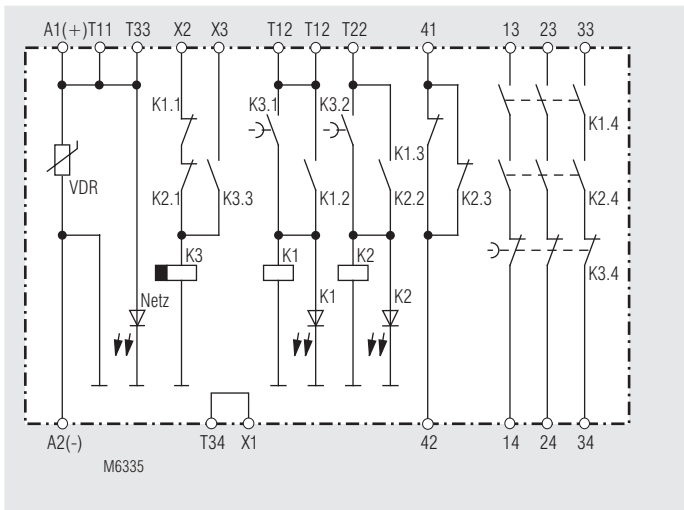 A1(+) T11 T33 X2 X3 T12 T12 T22 41 13 23 33
K1.1 K3.1 K3.2 K1.4
K1.3
VDR K2.1 K3.3 K1.2 K2.2 K2.3 K2.4
K3 K1 K2 K3.4
Netz K1 K2
A2(-) T34 X1 42 14 24 34
M6335